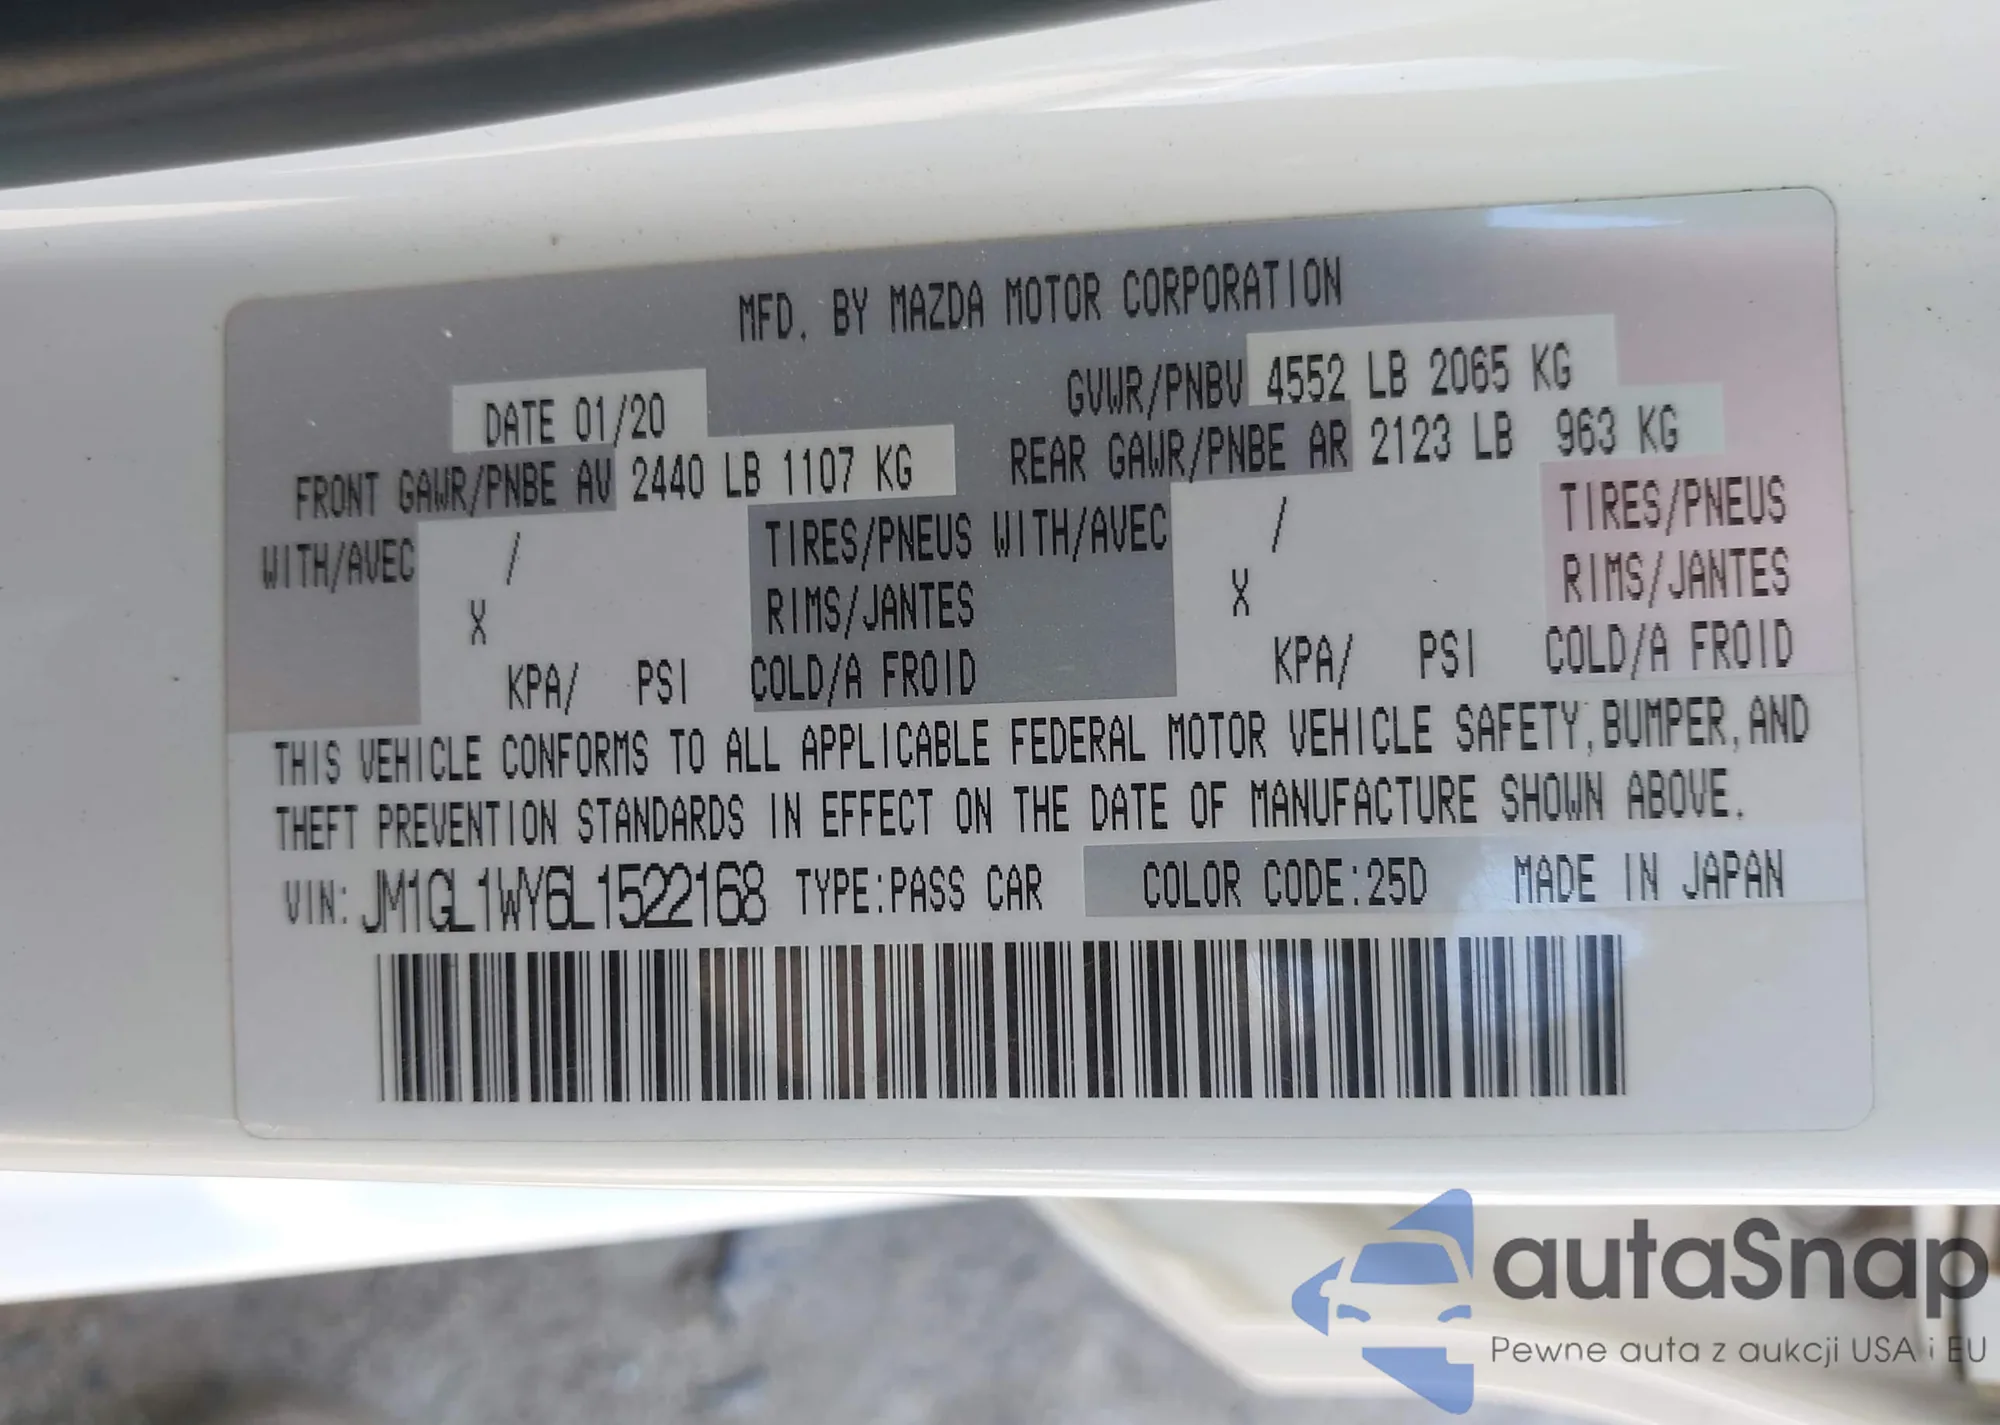 MFD. BY MAZDA MOTOR CORPORATION
DATE 01/20 GVWR/PNBV 4552 LB 2065 KG
FRONT GAWR/PNBE AV 2440 LB 1107 KG REAR GAWR/PNBE AR 2123 LB 963 KG
WITH/AVEC / TIRES/PNEUS WITH/AVEC / TIRES/PNEUS
X RIMS/JANTES X RIMS/JANTES
KPA/ PSI COLD/A FROID KPA/ PSI COLD/A FROID
THIS VEHICLE CONFORMS TO ALL APPLICABLE FEDERAL MOTOR VEHICLE SAFETY, BUMPER, AND
THEFT PREVENTION STANDARDS IN EFFECT ON THE DATE OF MANUFACTURE SHOWN ABOVE.
VIN: JM1GL1WY6L1522168 TYPE:PASS CAR COLOR CODE:25D MADE IN JAPAN
autaSnap
Pewne auta z aukcji USA i EU